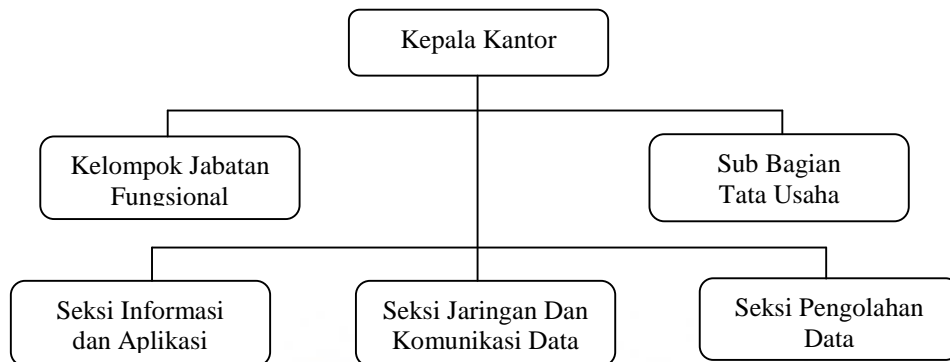 Kepala Kantor
Kelompok Jabatan
Fungsional
Sub Bagian
Tata Usaha
Seksi Informasi
dan Aplikasi
Seksi Jaringan Dan
Komunikasi Data
Seksi Pengolahan
Data